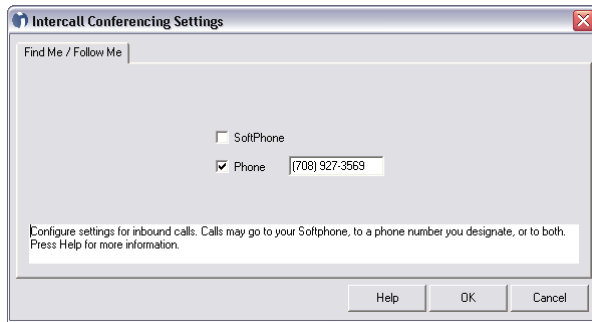 Intercall Conferencing Settings
Find Me / Follow Me
SoftPhone
Phone (708) 927-3569
Configure settings for inbound calls. Calls may go to your Softphone, to a phone number you designate, or to both.
Press Help for more information.
Help OK Cancel